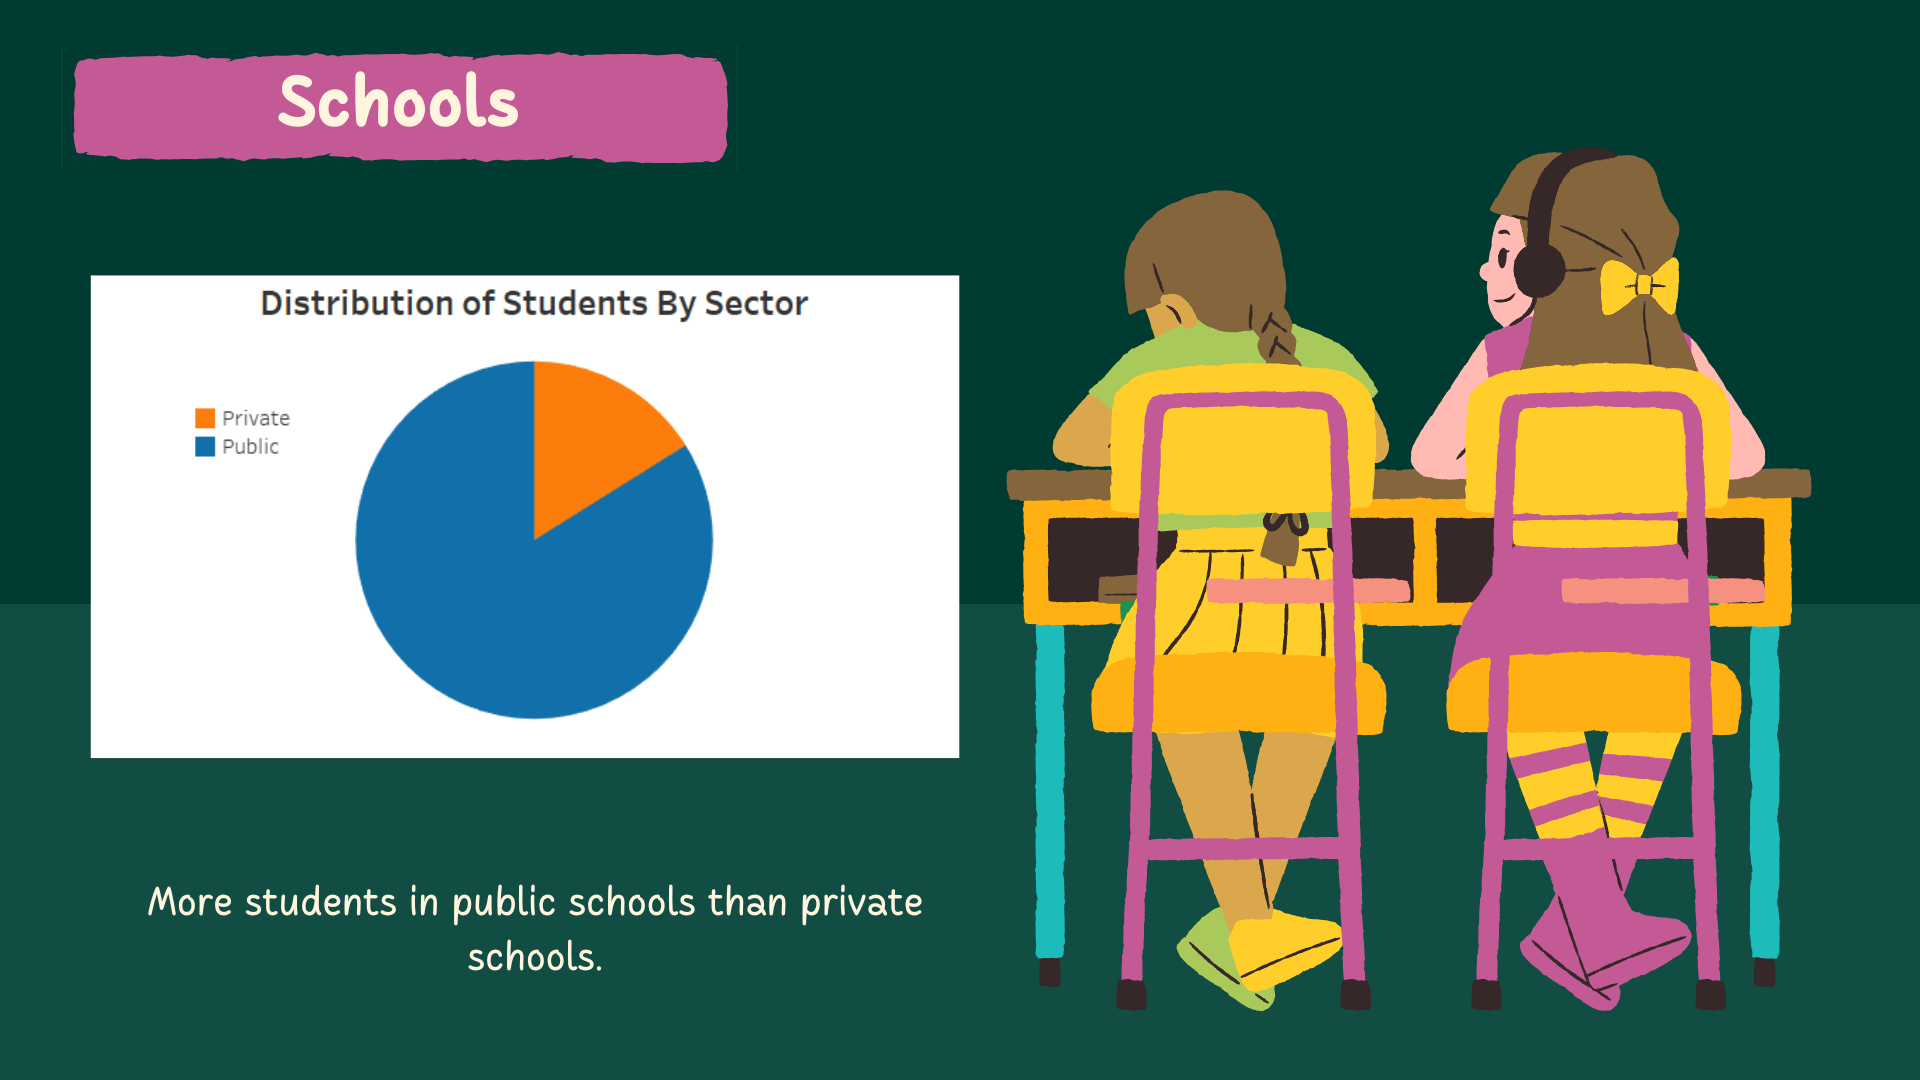 Schools
Distribution of Students By Sector
Private
Public
More students in public schools than private
schools.